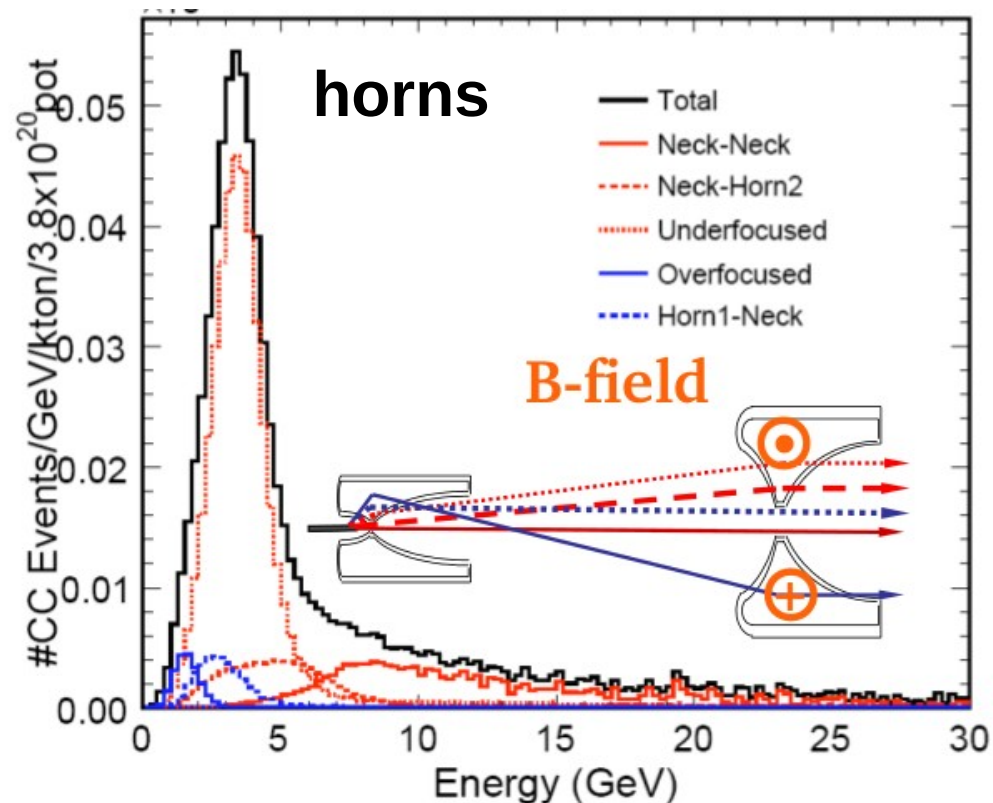 horns
Total
Neck-Neck
Neck-Horn2
Underfocused
Overfocused
Horn1-Neck
B-field
#CC Events/GeV/kton/3.8x10²⁰pot
0.05
0.04
0.03
0.02
0.01
0.00
0 5 10 15 20 25 30
Energy (GeV)